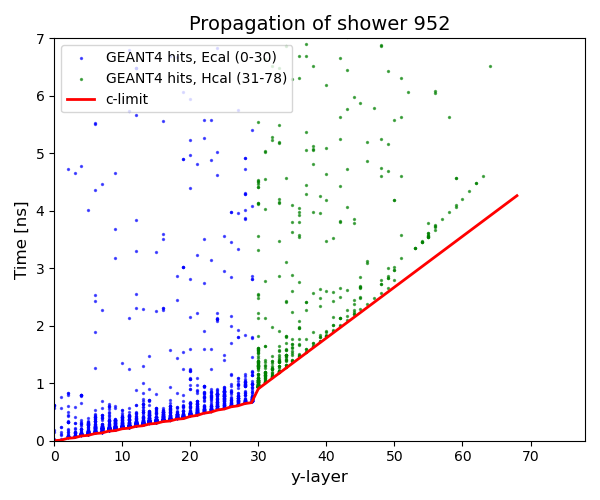 Propagation of shower 952
GEANT4 hits, Ecal (0-30)
GEANT4 hits, Hcal (31-78)
c-limit
Time [ns]
7
6
5
4
3
2
1
0
0 10 20 30 40 50 60 70
y-layer